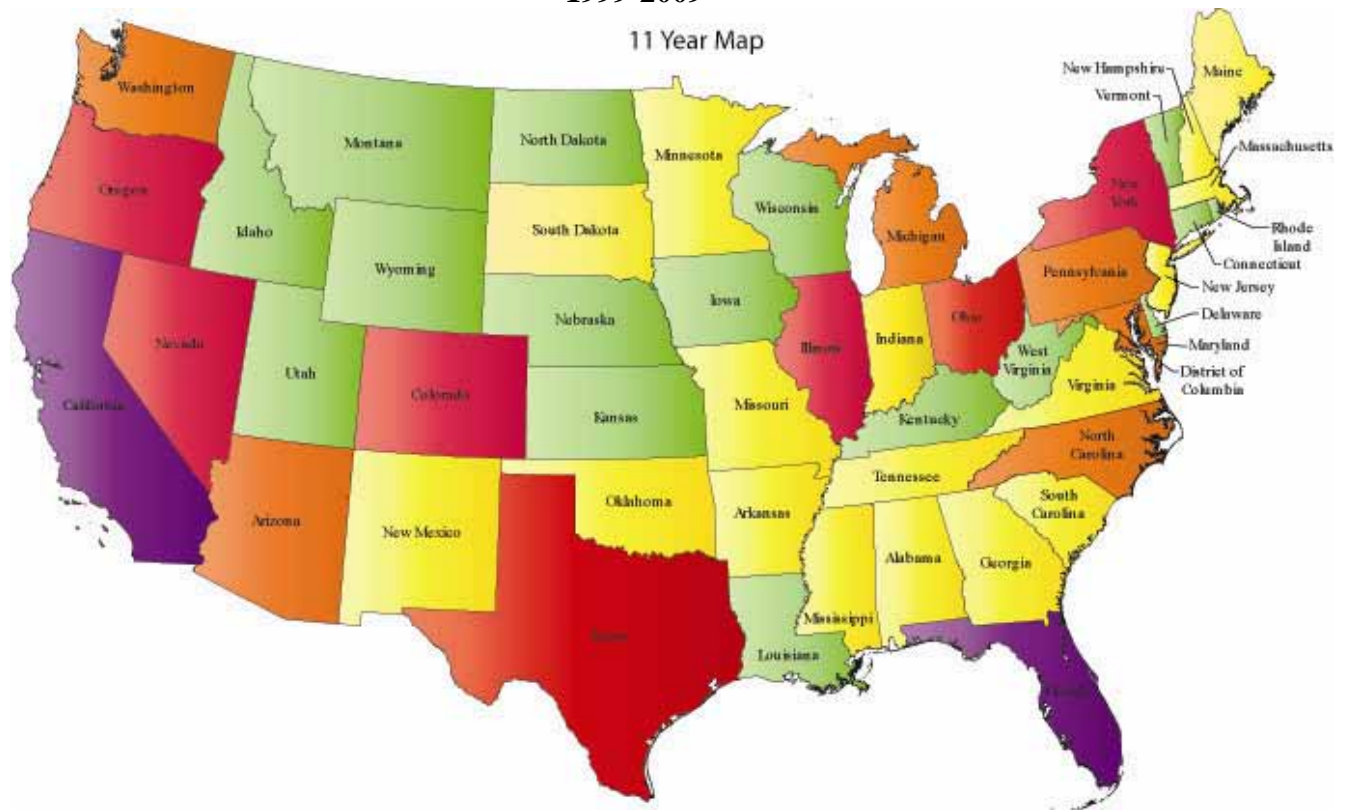 1999-2009
11 Year Map
Washington
Oregon
California
Nevada
Idaho
Montana
Wyoming
Utah
Colorado
Arizona
New Mexico
North Dakota
South Dakota
Nebraska
Kansas
Oklahoma
Minnesota
Iowa
Missouri
Arkansas
Louisiana
Wisconsin
Illinois
Michigan
Indiana
Ohio
Kentucky
Tennessee
Mississippi
Alabama
Georgia
South
Carolina
North
Carolina
Virginia
West
Virginia
Pennsylvania
New
York
New Hampshire
Vermont
Maine
Massachusetts
Rhode
Island
Connecticut
New Jersey
Delaware
Maryland
District of
Columbia